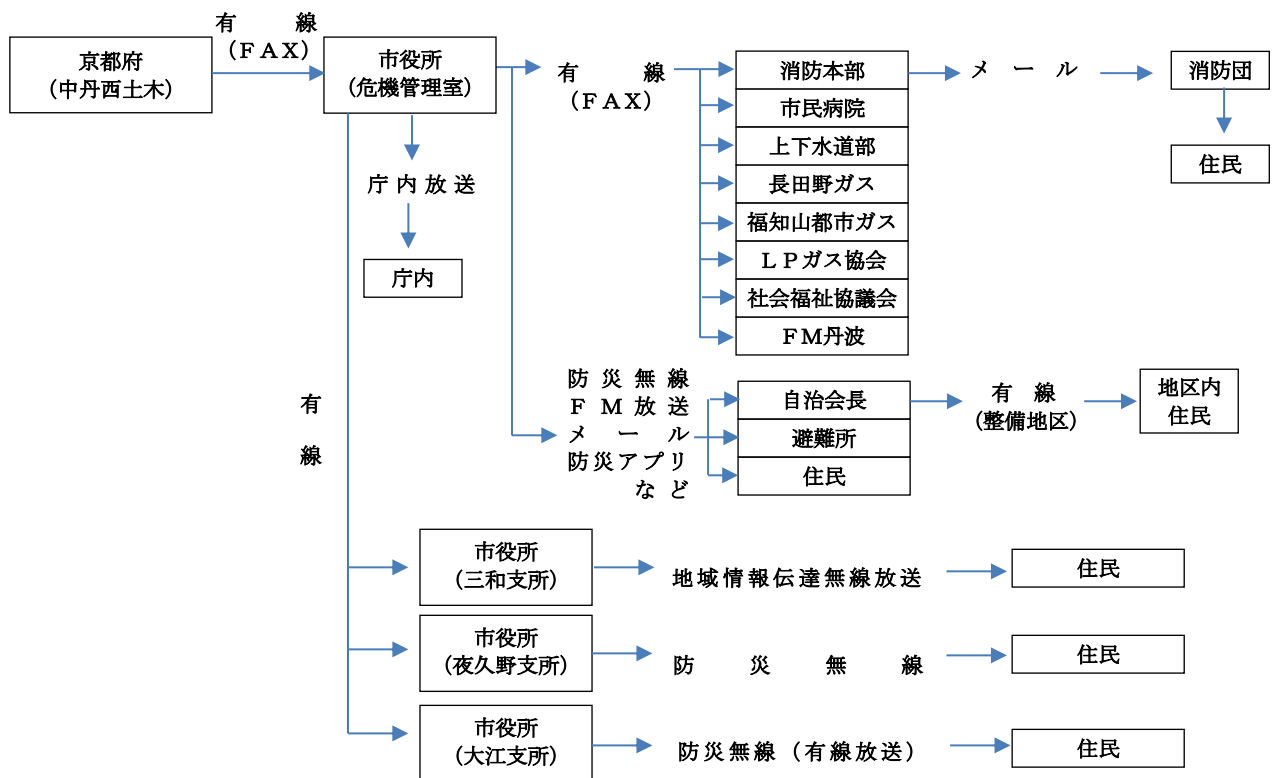 有線
（ＦＡＸ）
京都府
（中丹西土木）
市役所
（危機管理室）
有線
（ＦＡＸ）
消防本部
市民病院
上下水道部
長田野ガス
福知山都市ガス
ＬＰガス協会
社会福祉協議会
ＦＭ丹波
メール
消防団
住民
庁内放送
庁内
防災無線
ＦＭ放送
メール
防災アプリ
など
自治会長
避難所
住民
有線
（整備地区）
地区内
住民
有
線
市役所
（三和支所）
地域情報伝達無線放送
住民
市役所
（夜久野支所）
防災無線
住民
市役所
（大江支所）
防災無線（有線放送）
住民